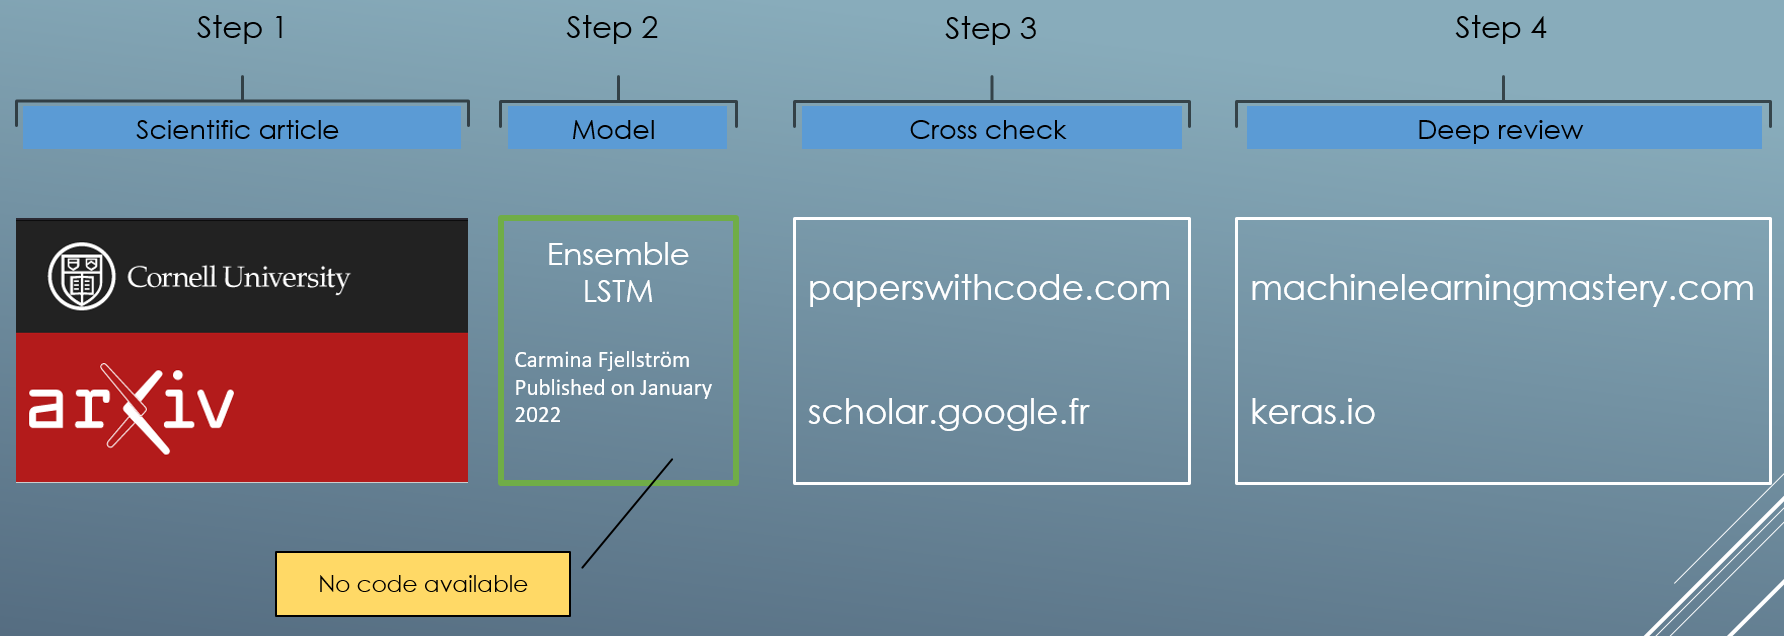 Step 1
Step 2
Step 3
Step 4
Scientific article
Model
Cross check
Deep review
Cornell University
arXiv
Ensemble
LSTM
Carmina Fjellström
Published on January
2022
paperswithcode.com
scholar.google.fr
machinelearningmastery.com
keras.io
No code available